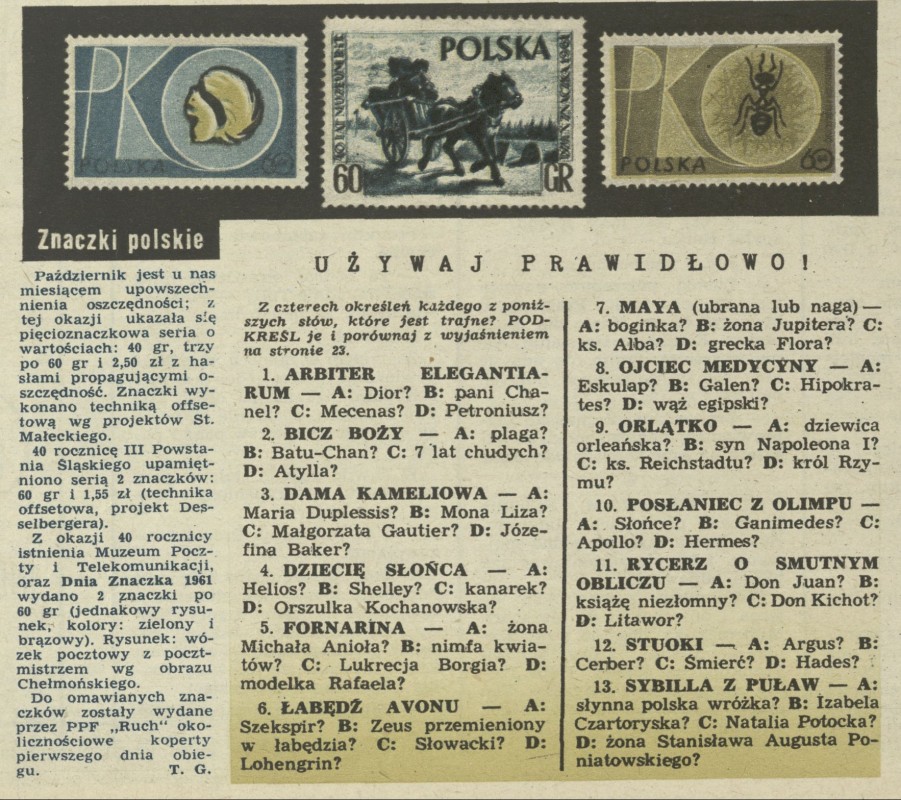 PKO
POLSKA
60
POLSKA
60 GR
PKO
POLSKA
60
Znaczki polskie
Październik jest u nas
miesiącem upowszech-
nienia oszczędności; z
tej okazji ukazała się
pięcioznaczkowa seria o
wartościach: 40 gr, trzy
po 60 gr i 2,50 zł z ha-
słami propagującymi o-
szczędność. Znaczki wy-
konano techniką offse-
tową wg projektów St.
Małeckiego.
40 rocznicę III Powsta-
nia Śląskiego upamięt-
niono serią 2 znaczków:
60 gr i 1,55 zł (technika
offsetowa, projekt Des-
selbergera).
Z okazji 40 rocznicy
istnienia Muzeum Pocz-
ty i Telekomunikacji,
oraz Dnia Znaczka 1961
wydano 2 znaczki po
60 gr (jednakowy rysu-
nek, kolory: zielony i
brązowy). Rysunek: wó-
zek pocztowy z poczt-
mistrzem wg obrazu
Chełmońskiego.
Do omawianych zna-
czków zostały wydane
przez PPF „Ruch" oko-
licznościowe koperty
pierwszego dnia obie-
gu. T. G.
UŻYWAJ PRAWIDŁOWO!
Z czterech określeń każdego z poniż-
szych słów, które jest trafne? POD-
KREŚL je i porównaj z wyjaśnieniem
na stronie 23.
1. ARBITER ELEGANTIA-
RUM — A: Dior? B: pani Cha-
nel? C: Mecenas? D: Petroniusz?
2. BICZ BOŻY — A: plaga?
B: Batu-Chan? C: 7 lat chudych?
D: Atylla?
3. DAMA KAMELIOWA — A:
Maria Duplessis? B: Mona Liza?
C: Małgorzata Gautier? D: Józe-
fina Baker?
4. DZIECIĘ SŁOŃCA — A:
Helios? B: Shelley? C: kanarek?
D: Orszulka Kochanowska?
5. FORNARINA — A: żona
Michała Anioła? B: nimfa kwia-
tów? C: Lukrecja Borgia? D:
modelka Rafaela?
6. ŁABĘDŹ AVONU — A:
Szekspir? B: Zeus przemieniony
w łabędzia? C: Słowacki? D:
Lohengrin?
7. MAYA (ubrana lub naga) —
A: boginka? B: żona Jupitera? C:
ks. Alba? D: grecka Flora?
8. OJCIEC MEDYCYNY — A:
Eskulap? B: Galen? C: Hipokra-
tes? D: wąż egipski?
9. ORLĄTKO — A: dziewica
orleańska? B: syn Napoleona I?
C: ks. Reichstadtu? D: król Rzy-
mu?
10. POSŁANIEC Z OLIMPU —
A: Słońce? B: Ganimedes? C:
Apollo? D: Hermes?
11. RYCERZ O SMUTNYM
OBLICZU — A: Don Juan? B:
książę niezłomny? C: Don Kichot?
D: Litawor?
12. STUOKI — A: Argus? B:
Cerber? C: Śmierć? D: Hades?
13. SYBILLA Z PUŁAW — A:
słynna polska wróżka? B: Izabela
Czartoryska? C: Natalia Potocka?
D: żona Stanisława Augusta Po-
niatowskiego?